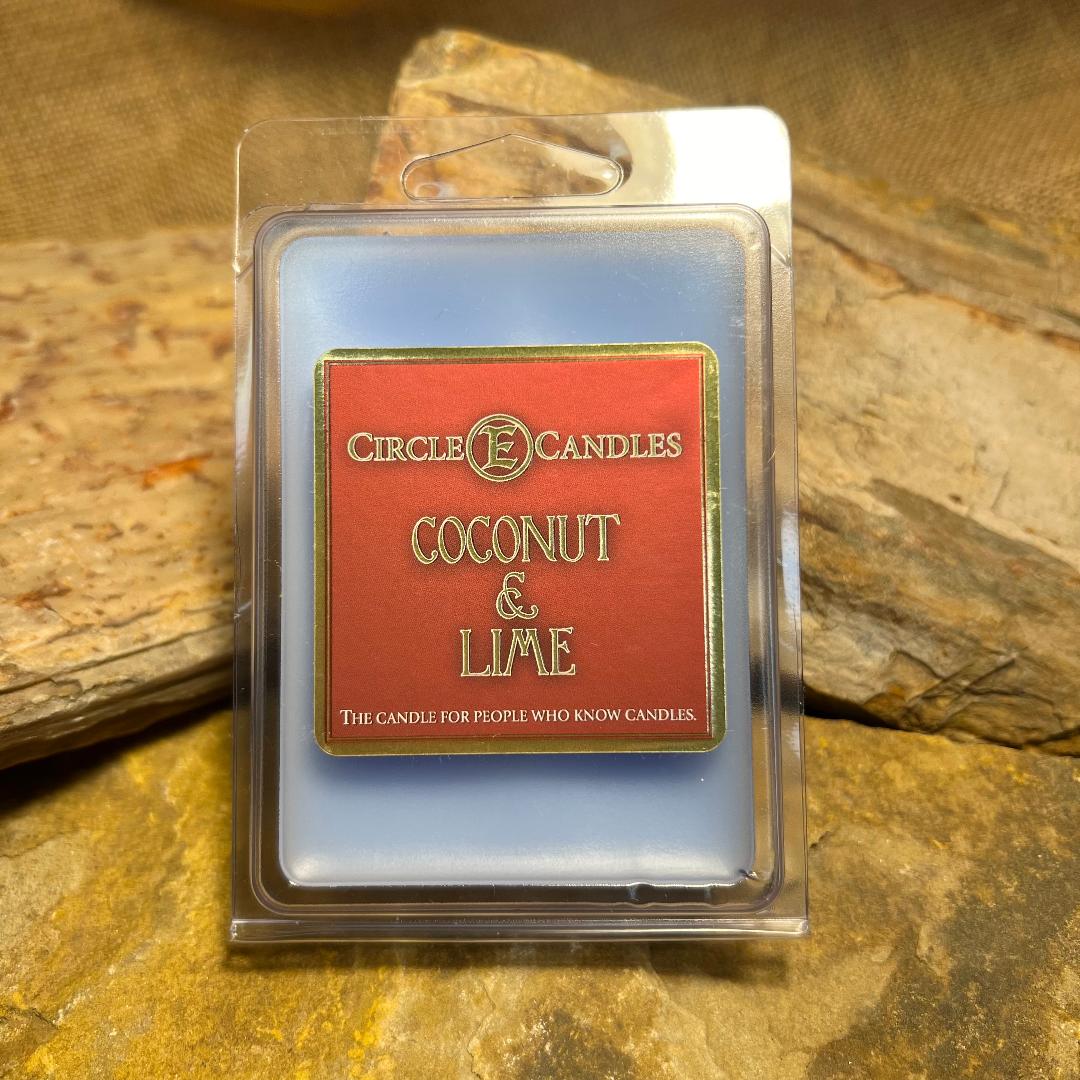 CIRCLE E CANDLES
COCONUT
&
LIME
THE CANDLE FOR PEOPLE WHO KNOW CANDLES.